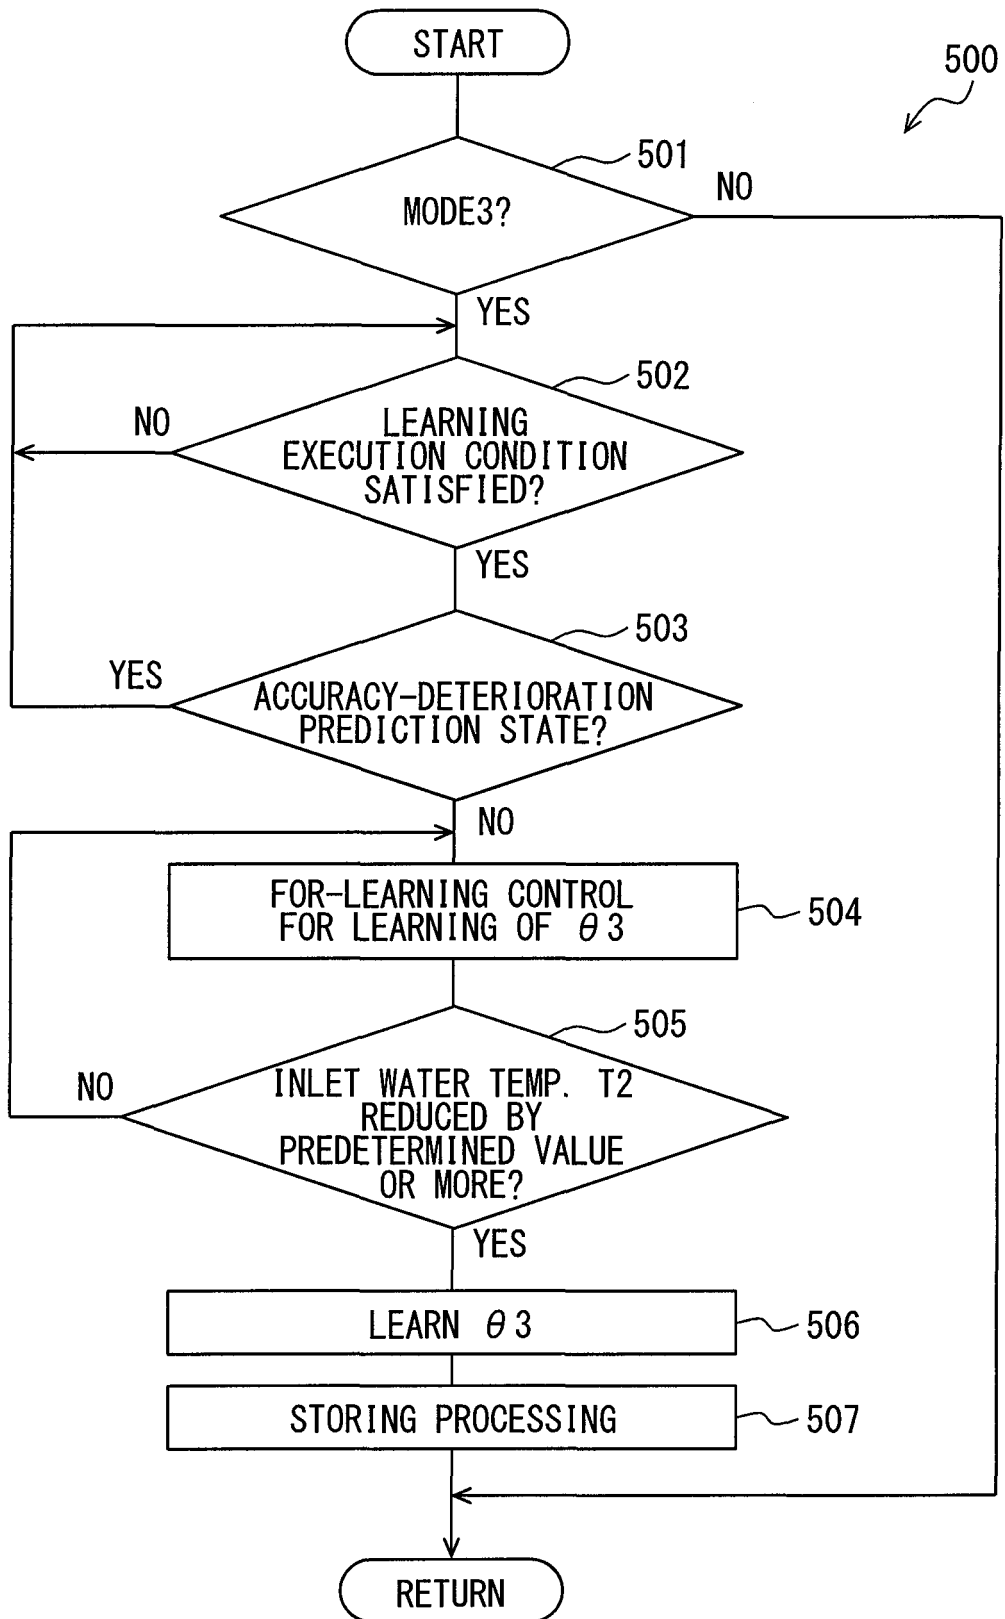 START
500
501
NO
MODE3?
YES
502
NO
LEARNING
EXECUTION CONDITION
SATISFIED?
YES
503
YES
ACCURACY-DETERIORATION
PREDICTION STATE?
NO
FOR-LEARNING CONTROL
FOR LEARNING OF θ3
504
505
NO
INLET WATER TEMP. T2
REDUCED BY
PREDETERMINED VALUE
OR MORE?
YES
LEARN θ3
506
STORING PROCESSING
507
RETURN